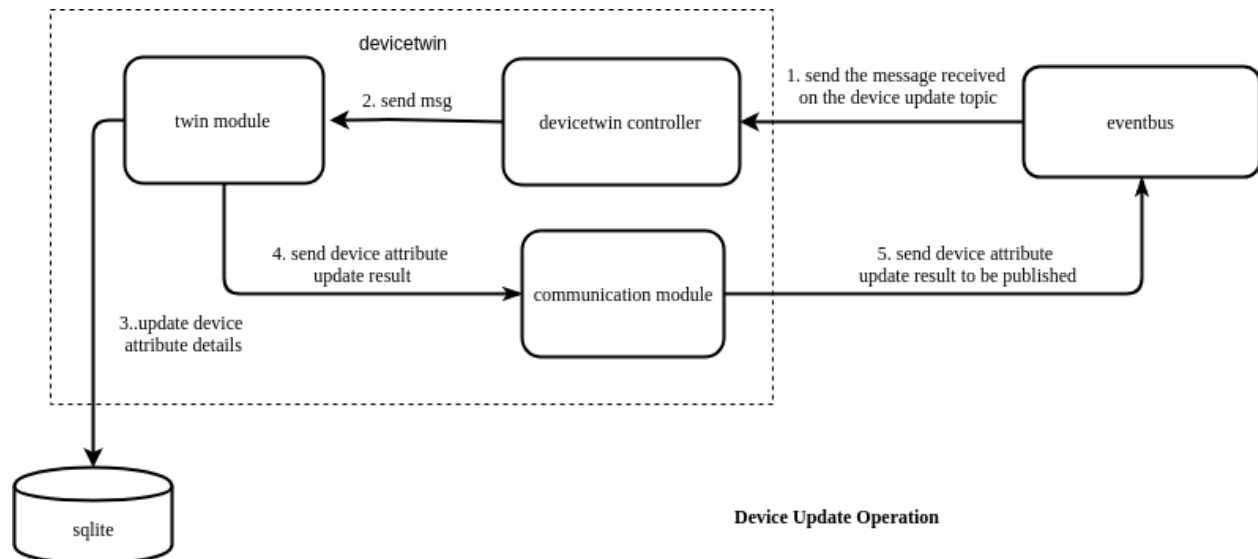 devicetwin
1. send the message received
on the device update topic
twin module
2. send msg
devicetwin controller
eventbus
4. send device attribute
update result
communication module
5. send device attribute
update result to be published
3..update device
attribute details
sqlite
Device Update Operation